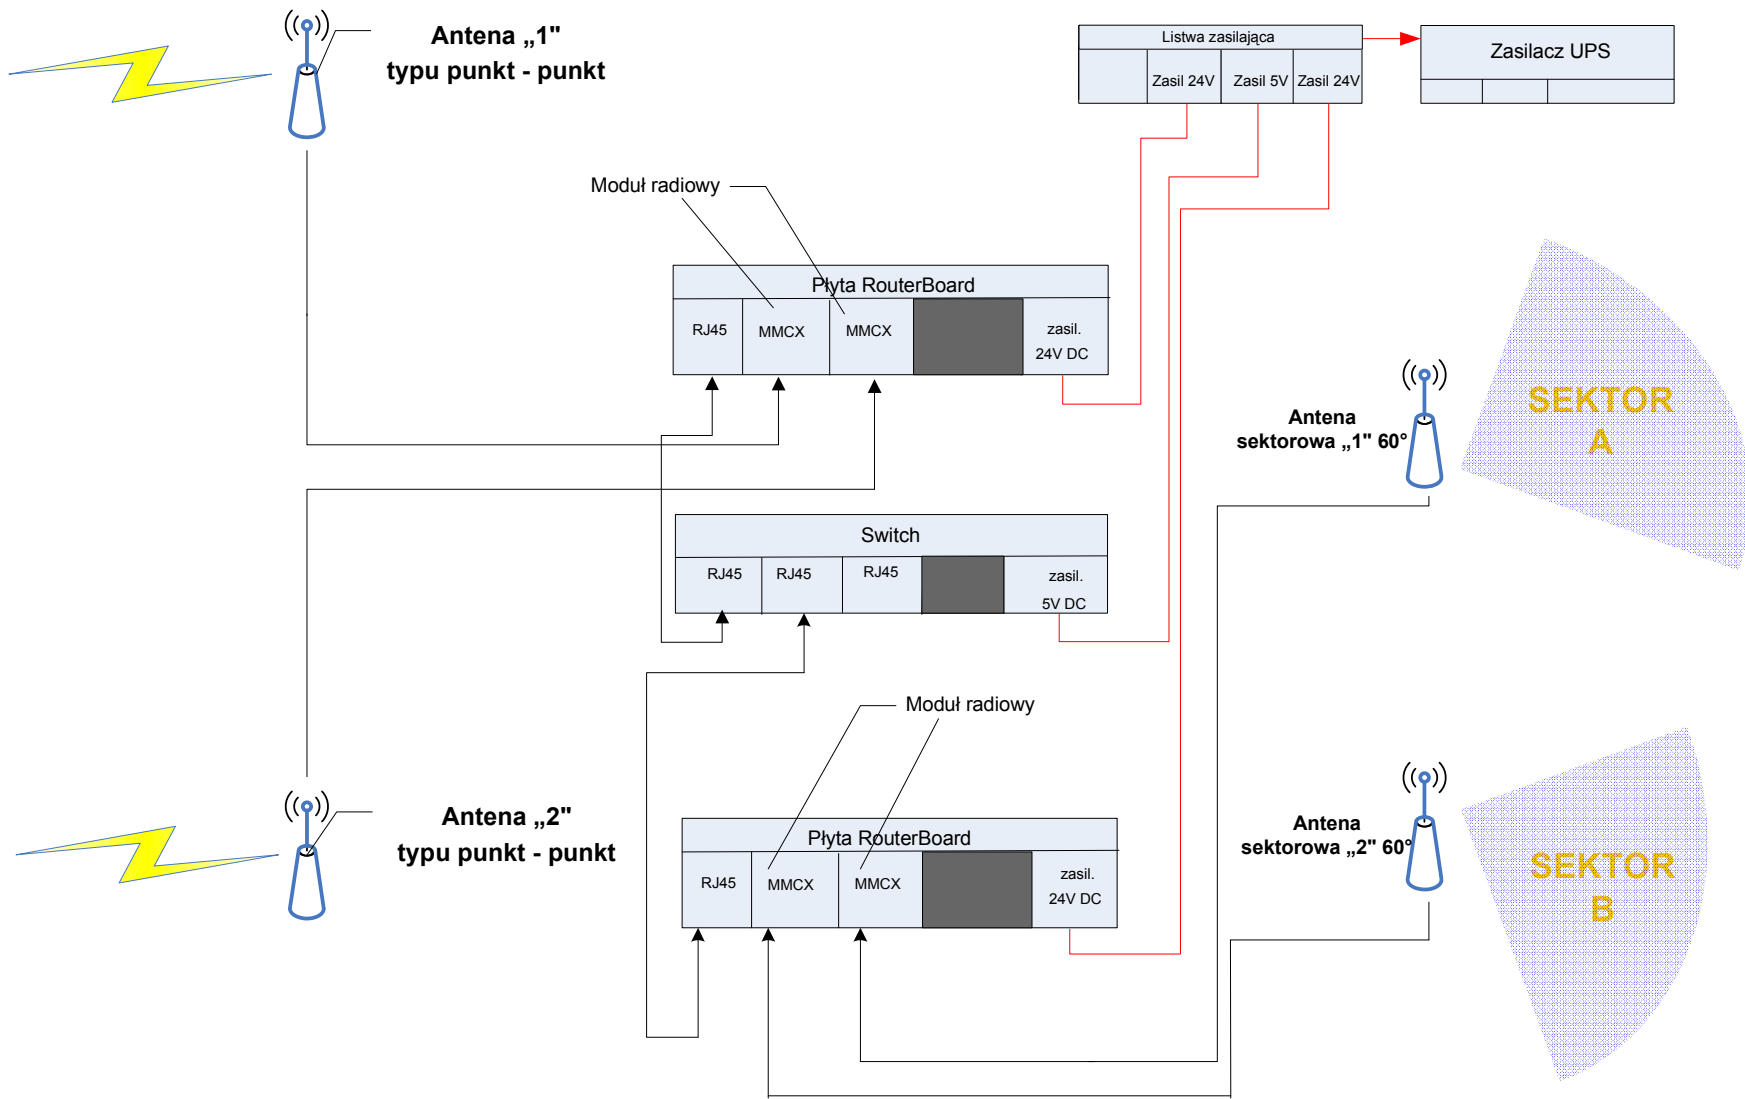 Antena „1"
typu punkt - punkt
Listwa zasilająca
Zasil 24V
Zasil 5V
Zasil 24V
Zasilacz UPS
Moduł radiowy
Płyta RouterBoard
RJ45
MMCX
MMCX
zasil.
24V DC
SEKTOR
A
Antena
sektorowa „1" 60°
Switch
RJ45
RJ45
RJ45
zasil.
5V DC
Moduł radiowy
Antena „2"
typu punkt - punkt
Płyta RouterBoard
RJ45
MMCX
MMCX
zasil.
24V DC
Antena
sektorowa „2" 60°
SEKTOR
B